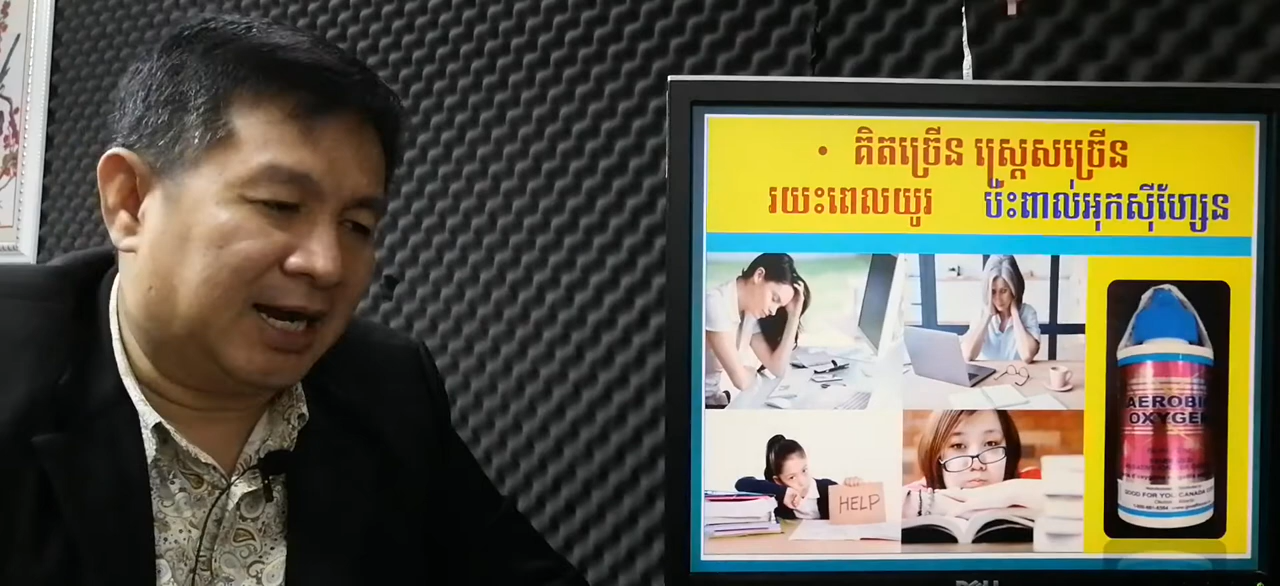 • គិតច្រើន ស្ត្រេសច្រើន
រយះពេលយូរ ប៉ះពាល់អុកស៊ីហ្សែន
HELP
AEROBIC
OXYGEN
GOOD FOR YOU CANADA